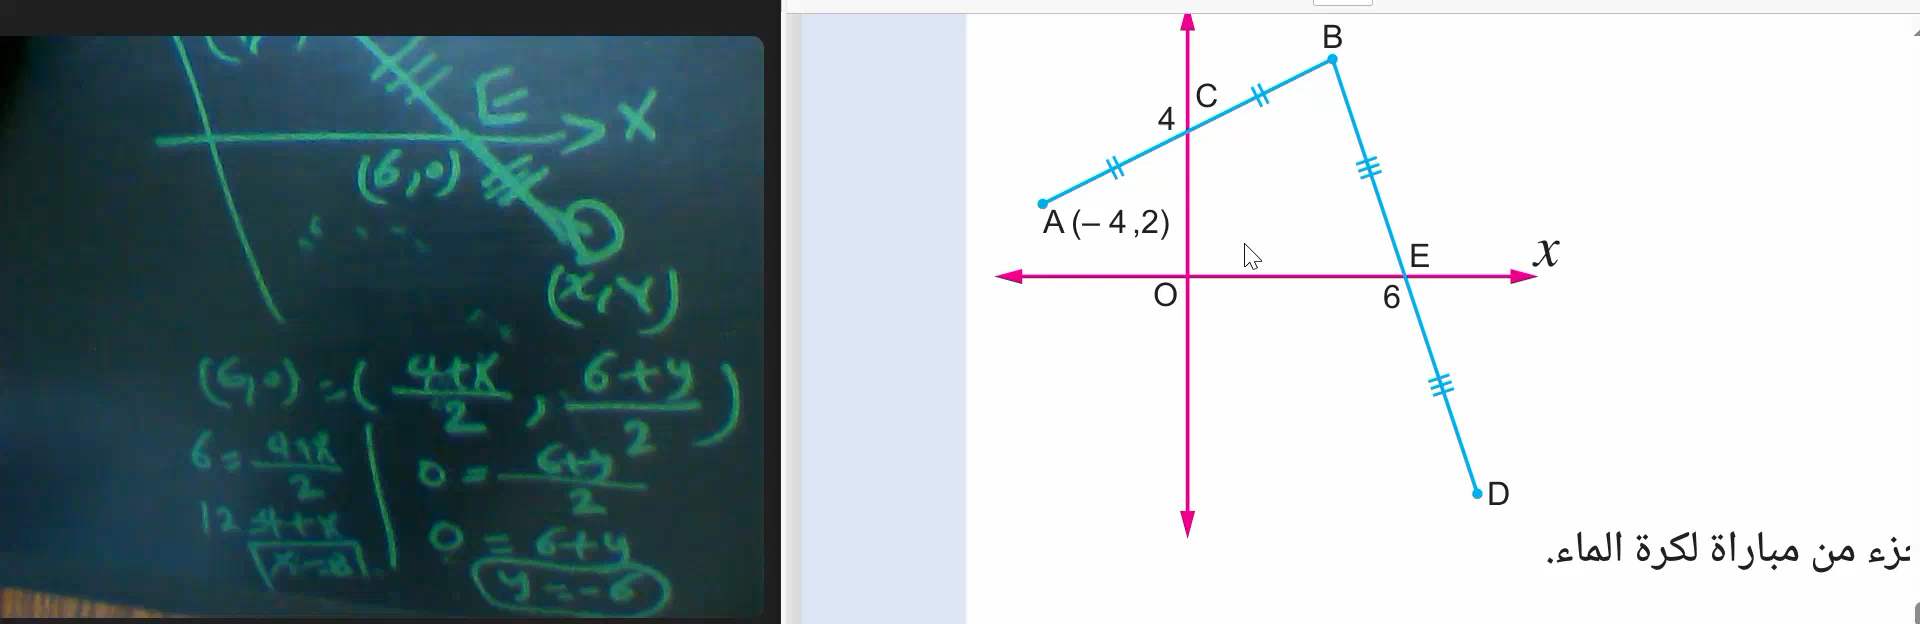 E
X
(6,0)
(x,y)
(6,0) = ( 4+x / 2 , 6+y / 2 )
6 = 4+x / 2
12 = 4+x
x=8
0 = 6+y / 2
0 = 6+y
y = -6
B
C
4
A (– 4 ,2)
E
x
O
6
D
من مباراة لكرة الماء.